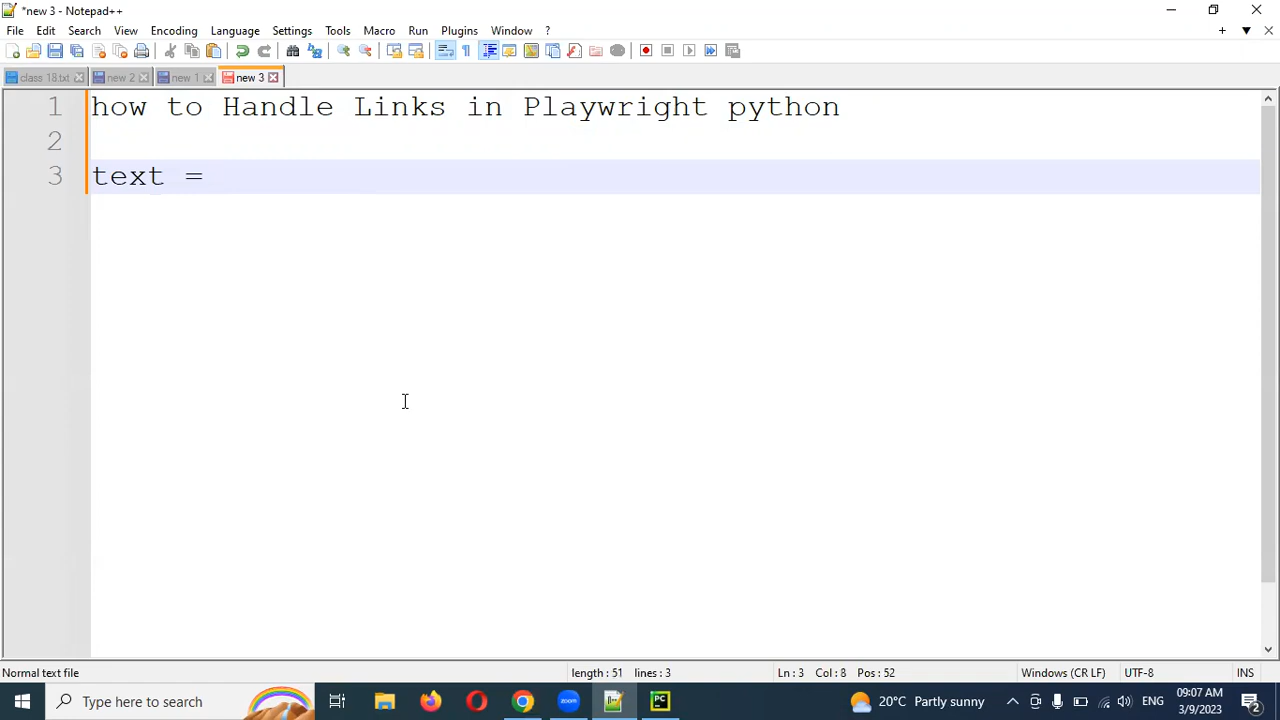 *new 3 - Notepad++
File Edit Search View Encoding Language Settings Tools Macro Run Plugins Window ?
class 18.txt new 2 new 1 new 3
1 how to Handle Links in Playwright python
2
3 text =
Normal text file length : 51 lines : 3 Ln : 3 Col : 8 Pos : 52 Windows (CR LF) UTF-8 INS
Type here to search 20°C Partly sunny ENG 09:07 AM
3/9/2023 2